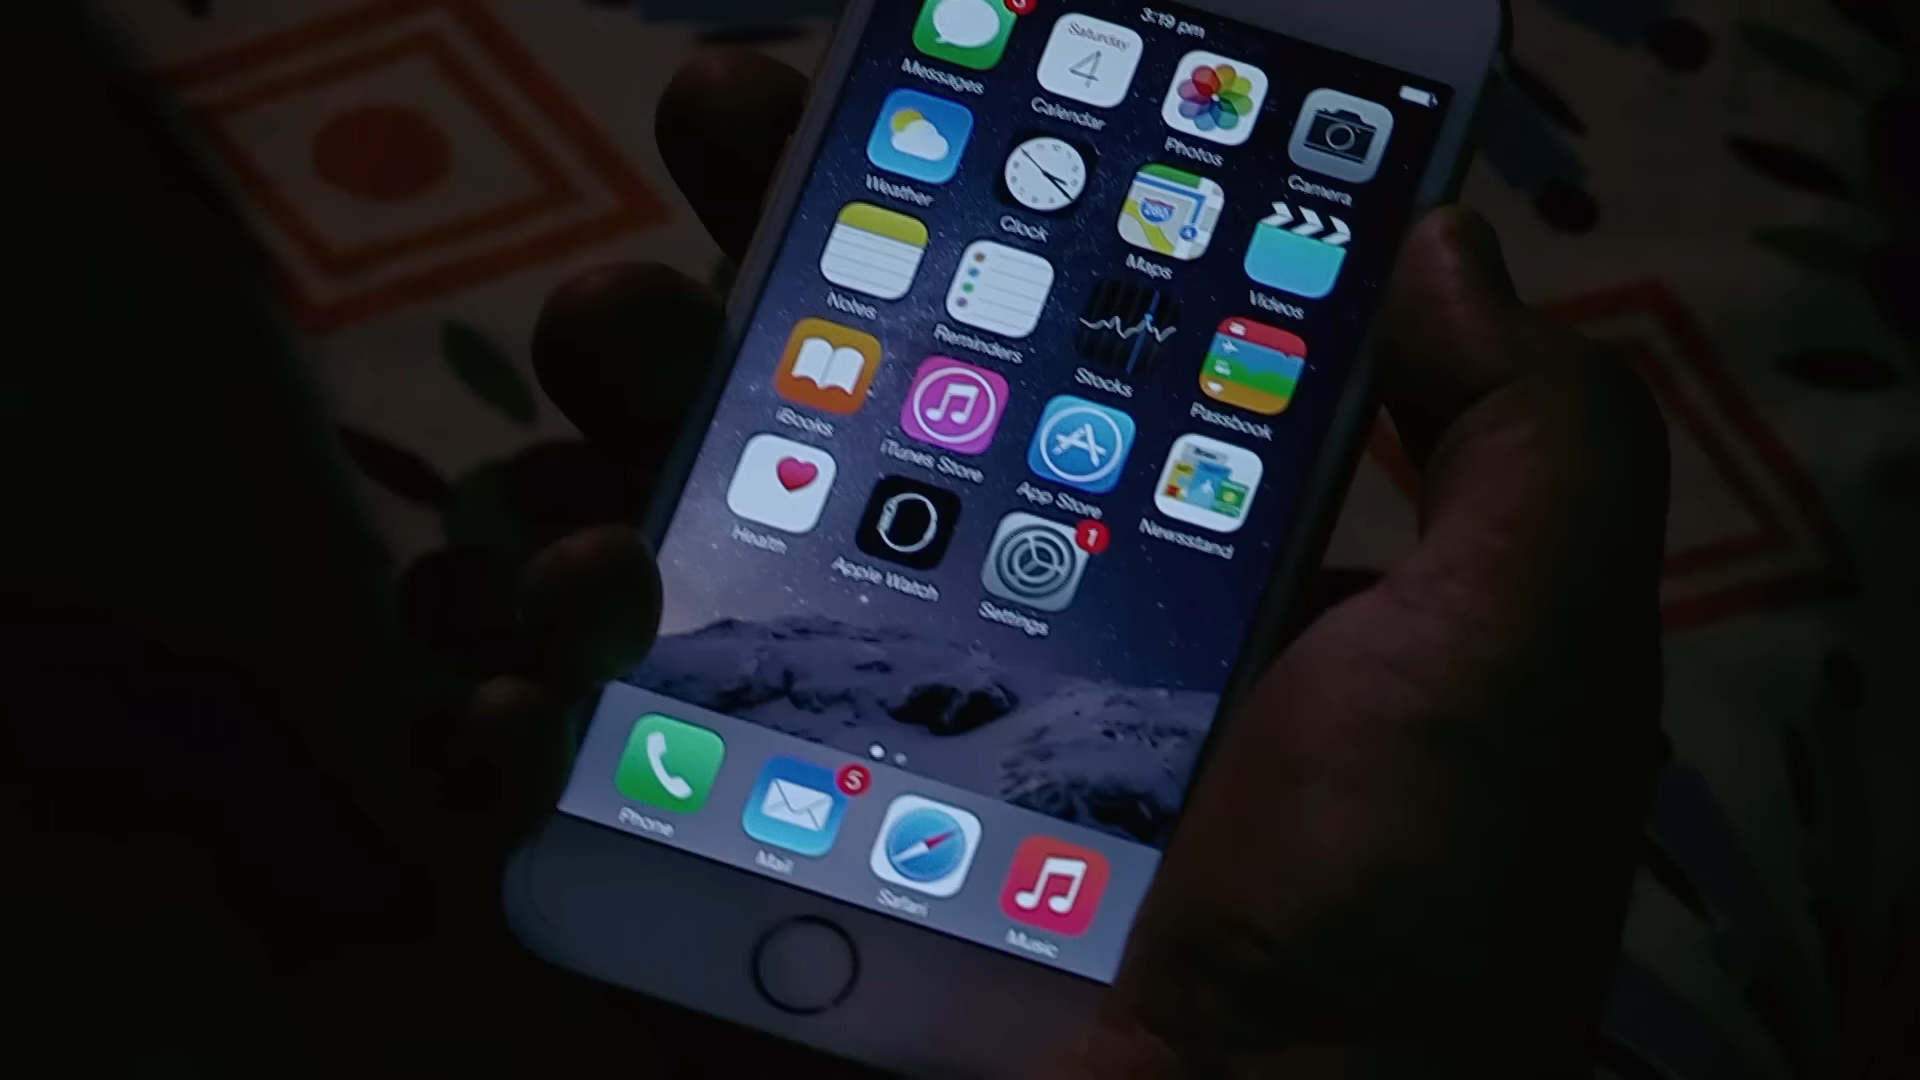 3:19 pm
Messages
Saturday
4
Calendar
Photos
Camera
Weather
Clock
280
Maps
Videos
Notes
Reminders
Stocks
Passbook
iBooks
iTunes Store
App Store
Newsstand
Health
Apple Watch
1
Settings
Phone
5
Mail
Safari
Music